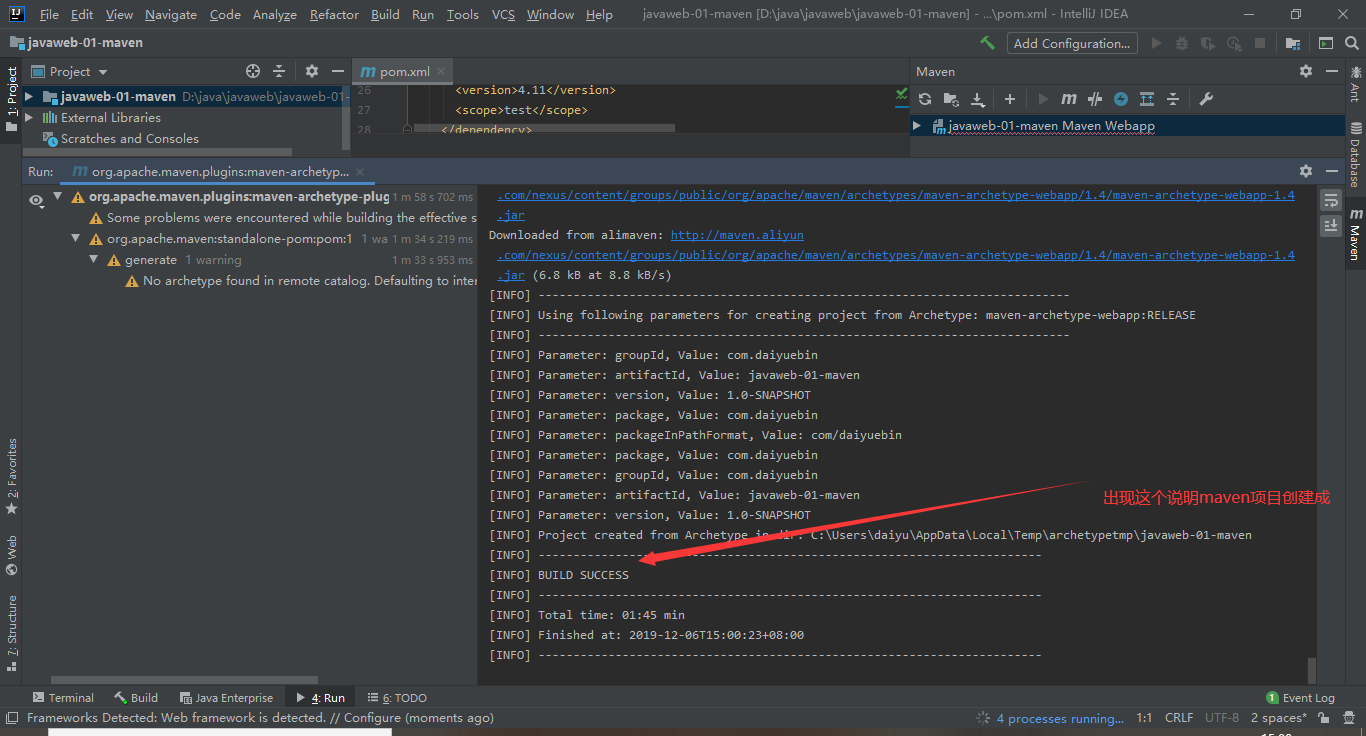 File Edit View Navigate Code Analyze Refactor Build Run Tools VCS Window Help javaweb-01-maven [D:\java\javaweb\javaweb-01-maven] - ...\pom.xml - IntelliJ IDEA
javaweb-01-maven
Add Configuration...
1: Project
Project
pom.xml
Maven
Ant
Database
Maven
javaweb-01-maven D:\java\javaweb\javaweb-01-
External Libraries
Scratches and Consoles
26 <version>4.11</version>
27 <scope>test</scope>
28 </dependency>
javaweb-01-maven Maven Webapp
Run: org.apache.maven.plugins:maven-archetyp...
org.apache.maven.plugins:maven-archetype-plug 1 m 58 s 702 ms
Some problems were encountered while building the effective s
org.apache.maven:standalone-pom:pom:1 1 wa 1 m 34 s 219 ms
generate 1 warning 1 m 33 s 953 ms
No archetype found in remote catalog. Defaulting to inter
.com/nexus/content/groups/public/org/apache/maven/archetypes/maven-archetype-webapp/1.4/maven-archetype-webapp-1.4
.jar
Downloaded from alimaven: http://maven.aliyun
.com/nexus/content/groups/public/org/apache/maven/archetypes/maven-archetype-webapp/1.4/maven-archetype-webapp-1.4
.jar (6.8 kB at 8.8 kB/s)
[INFO] ----------------------------------------------------------------------------
[INFO] Using following parameters for creating project from Archetype: maven-archetype-webapp:RELEASE
[INFO] ----------------------------------------------------------------------------
[INFO] Parameter: groupId, Value: com.daiyuebin
[INFO] Parameter: artifactId, Value: javaweb-01-maven
[INFO] Parameter: version, Value: 1.0-SNAPSHOT
[INFO] Parameter: package, Value: com.daiyuebin
[INFO] Parameter: packageInPathFormat, Value: com/daiyuebin
[INFO] Parameter: package, Value: com.daiyuebin
[INFO] Parameter: groupId, Value: com.daiyuebin
[INFO] Parameter: artifactId, Value: javaweb-01-maven
[INFO] Parameter: version, Value: 1.0-SNAPSHOT
[INFO] Project created from Archetype in dir: C:\Users\daiyu\AppData\Local\Temp\archetypetmp\javaweb-01-maven
[INFO] ------------------------------------------------------------------------
[INFO] BUILD SUCCESS
[INFO] ------------------------------------------------------------------------
[INFO] Total time: 01:45 min
[INFO] Finished at: 2019-12-06T15:00:23+08:00
[INFO] ------------------------------------------------------------------------
出现这个说明maven项目创建成
2: Favorites
Web
7: Structure
Terminal Build Java Enterprise 4: Run 6: TODO 1 Event Log
Frameworks Detected: Web framework is detected. // Configure (moments ago) 4 processes running... 1:1 CRLF UTF-8 2 spaces*